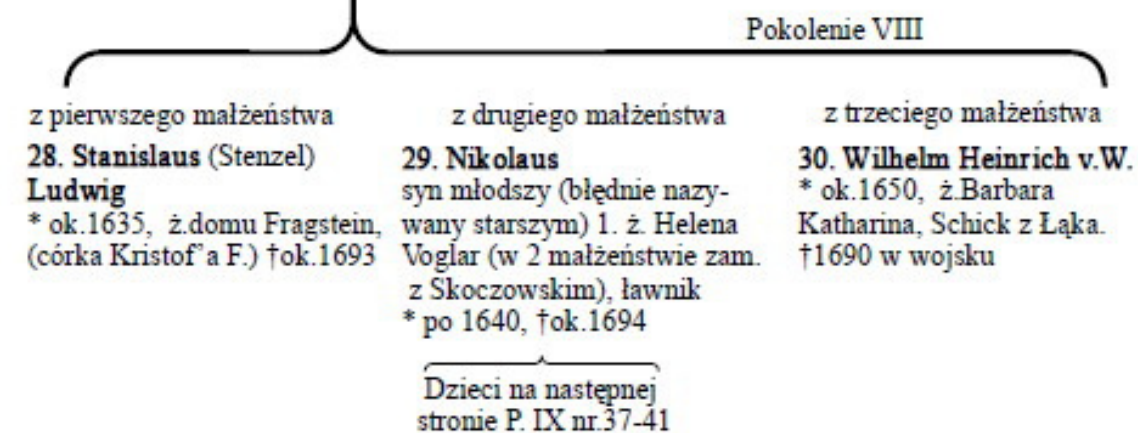 Pokolenie VIII
z pierwszego małżeństwa
28. Stanislaus (Stenzel)
Ludwig
* ok.1635, ż.domu Fragstein,
(córka Kristof'a F.) †ok.1693
z drugiego małżeństwa
29. Nikolaus
syn młodszy (błędnie nazy-
wany starszym) 1. ż. Helena
Voglar (w 2 małżeństwie zam.
z Skoczowskim), ławnik
* po 1640, †ok.1694
Dzieci na następnej
stronie P. IX nr.37-41
z trzeciego małżeństwa
30. Wilhelm Heinrich v.W.
* ok.1650, ż.Barbara
Katharina, Schick z Łąka.
†1690 w wojsku